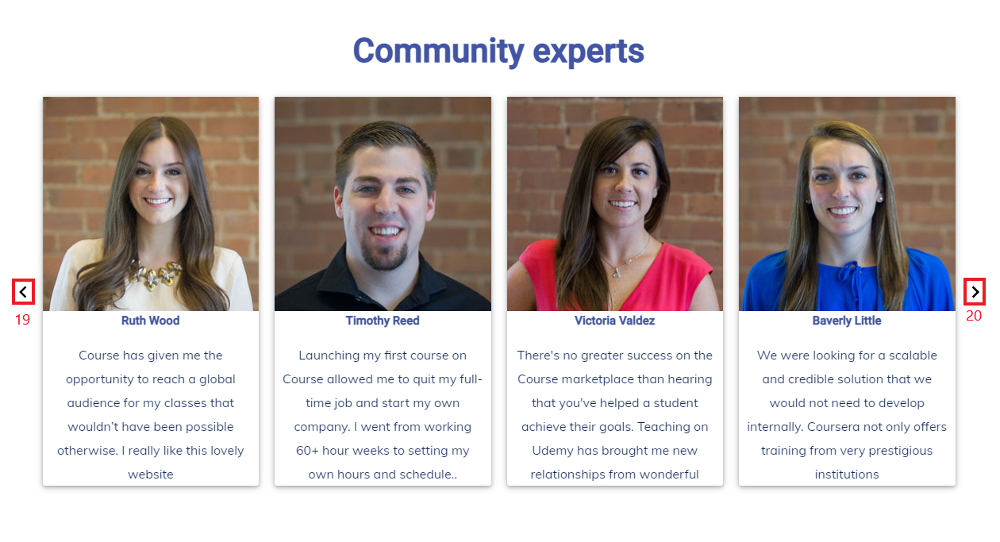 Community experts
Ruth Wood
Course has given me the
opportunity to reach a global
audience for my classes that
wouldn't have been possible
otherwise. I really like this lovely
website
Timothy Reed
Launching my first course on
Course allowed me to quit my full-
time job and start my own
company. I went from working
60+ hour weeks to setting my
own hours and schedule..
Victoria Valdez
There's no greater success on the
Course marketplace than hearing
that you've helped a student
achieve their goals. Teaching on
Udemy has brought me new
relationships from wonderful
Baverly Little
We were looking for a scalable
and credible solution that we
would not need to develop
internally. Coursera not only offers
training from very prestigious
institutions
19
20